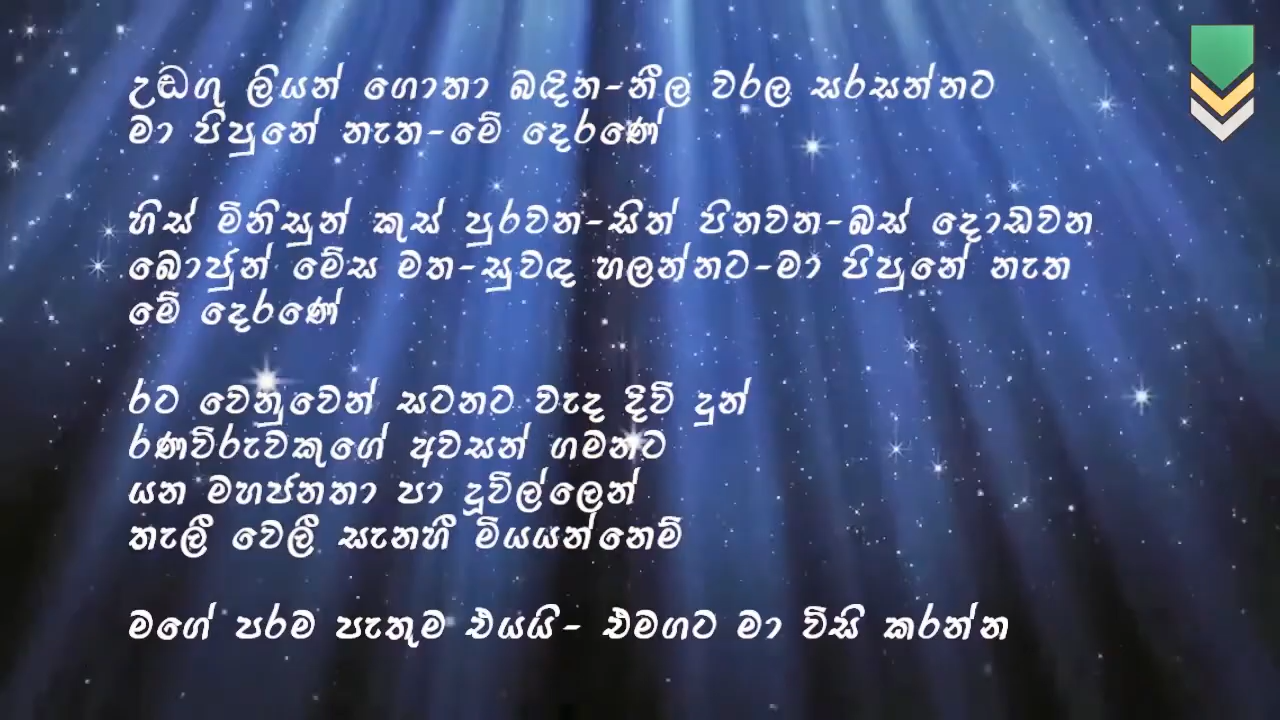 උඬඟු ලියන් ගොතා බඳින-නීල වරල සරසන්නට
මා පිපුනේ නැත-මේ දෙරණේ
හිස් මිනිසුන් කුස් පුරවන-සිත් පිනවන-බස් දොඩවන
බොජුන් මේස මත-සුවඳ හලන්නට-මා පිපුනේ නැත
මේ දෙරණේ
රට වෙනුවෙන් සටනට වැද දිවි දුන්
රණවිරුවකුගේ අවසන් ගමනට
යන මහජනතා පා දූවිල්ලෙන්
තැලී වෙලී සැනහී මියයන්නෙමි
මගේ පරම පැතුම එයයි- එමගට මා විසි කරන්න